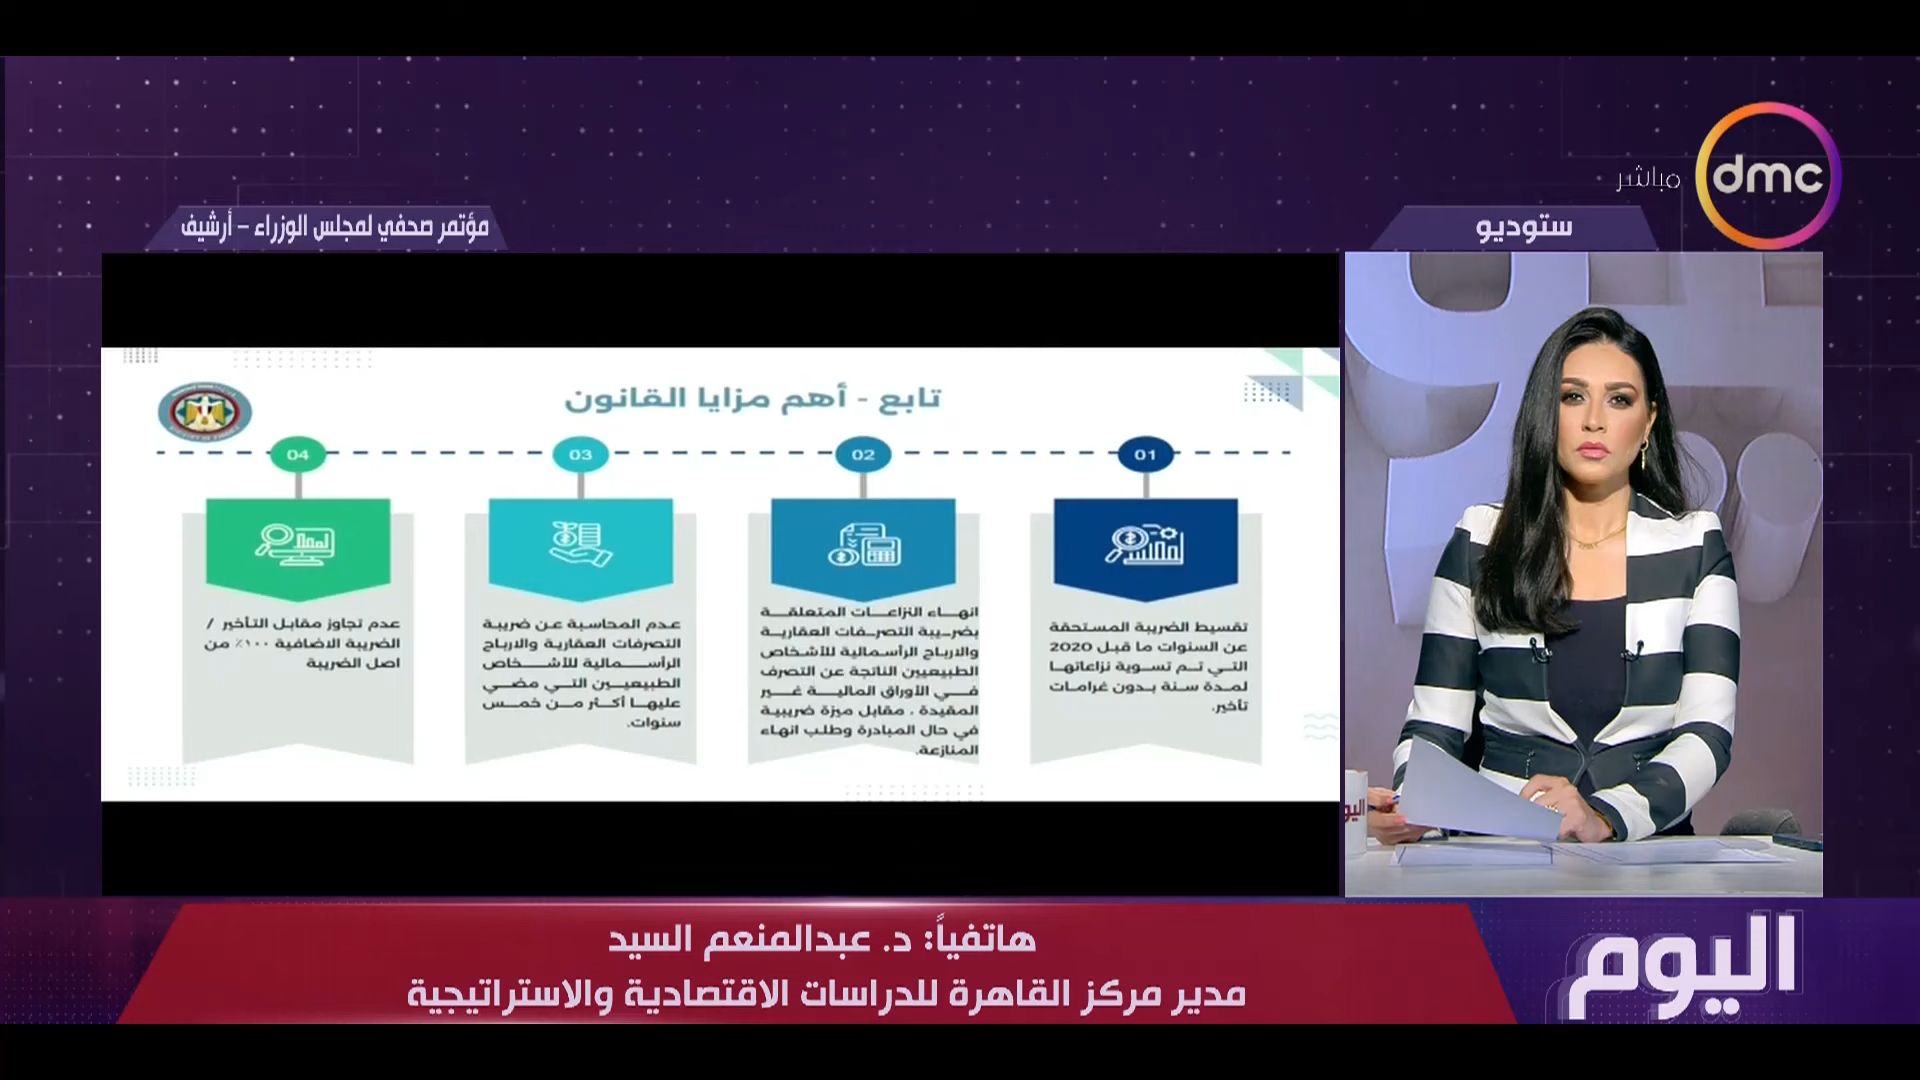 dmc
مباشر
ستوديو
مؤتمر صحفي لمجلس الوزراء – أرشيف
تابع - أهم مزايا القانون
01
02
03
04
تقسيط الضريبة المستحقة
عن السنوات ما قبل 2020
التي تم تسوية نزاعاتها
لمدة سنة بدون غرامات
تأخير.
انهاء النزاعات المتعلقة
بضريبة التصرفات العقارية
والارباح الرأسمالية للأشخاص
الطبيعيين الناتجة عن التصرف
في الأوراق المالية غير
المقيدة ، مقابل ميزة ضريبية
في حال المبادرة وطلب انهاء
المنازعة.
عدم المحاسبة عن ضريبة
التصرفات العقارية والارباح
الرأسمالية للأشخاص
الطبيعيين التي مضي
عليها أكثر من خمس
سنوات.
عدم تجاوز مقابل التأخير /
الضريبة الاضافية ١٠٠٪ من
اصل الضريبة
هاتفياً: د. عبدالمنعم السيد
مدير مركز القاهرة للدراسات الاقتصادية والاستراتيجية
اليوم